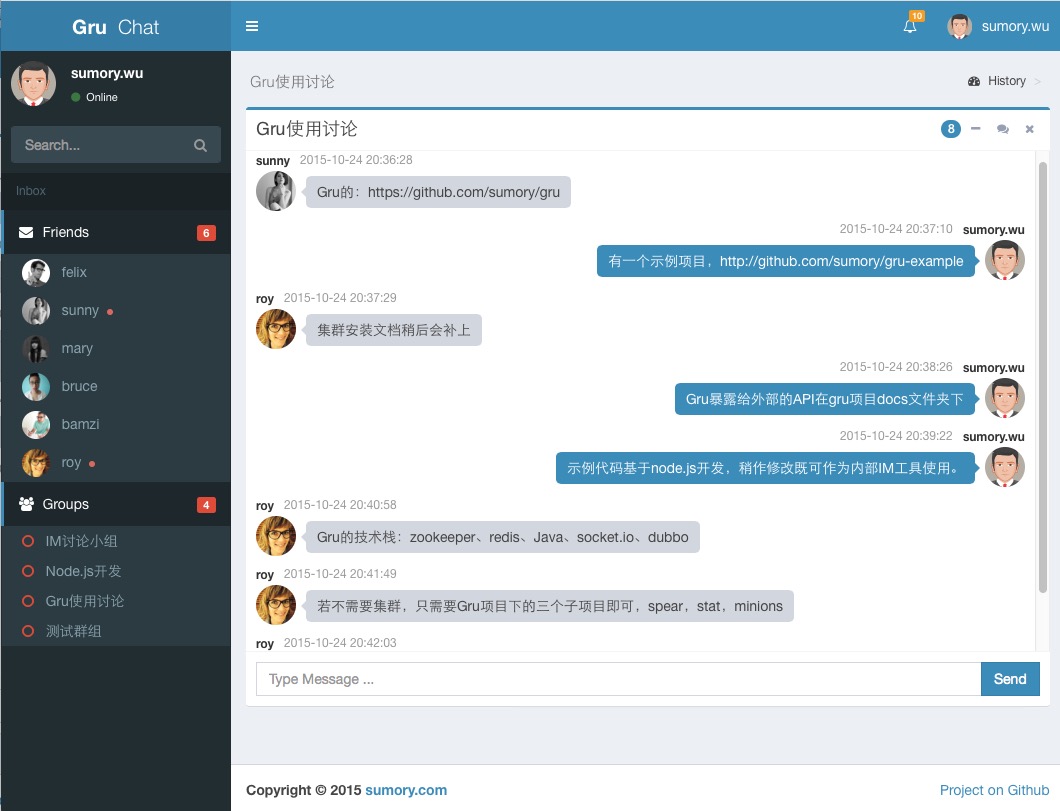 Gru Chat
10
sumory.wu
sumory.wu
Online
Search...
Inbox
Friends 6
felix
sunny
mary
bruce
bamzi
roy
Groups 4
IM讨论小组
Node.js开发
Gru使用讨论
测试群组
Gru使用讨论
History >
Gru使用讨论
8
sunny 2015-10-24 20:36:28
Gru的：https://github.com/sumory/gru
2015-10-24 20:37:10 sumory.wu
有一个示例项目，http://github.com/sumory/gru-example
roy 2015-10-24 20:37:29
集群安装文档稍后会补上
2015-10-24 20:38:26 sumory.wu
Gru暴露给外部的API在gru项目docs文件夹下
2015-10-24 20:39:22 sumory.wu
示例代码基于node.js开发，稍作修改既可作为内部IM工具使用。
roy 2015-10-24 20:40:58
Gru的技术栈：zookeeper、redis、Java、socket.io、dubbo
roy 2015-10-24 20:41:49
若不需要集群，只需要Gru项目下的三个子项目即可，spear，stat，minions
roy 2015-10-24 20:42:03
Type Message ...
Send
Copyright © 2015 sumory.com
Project on Github